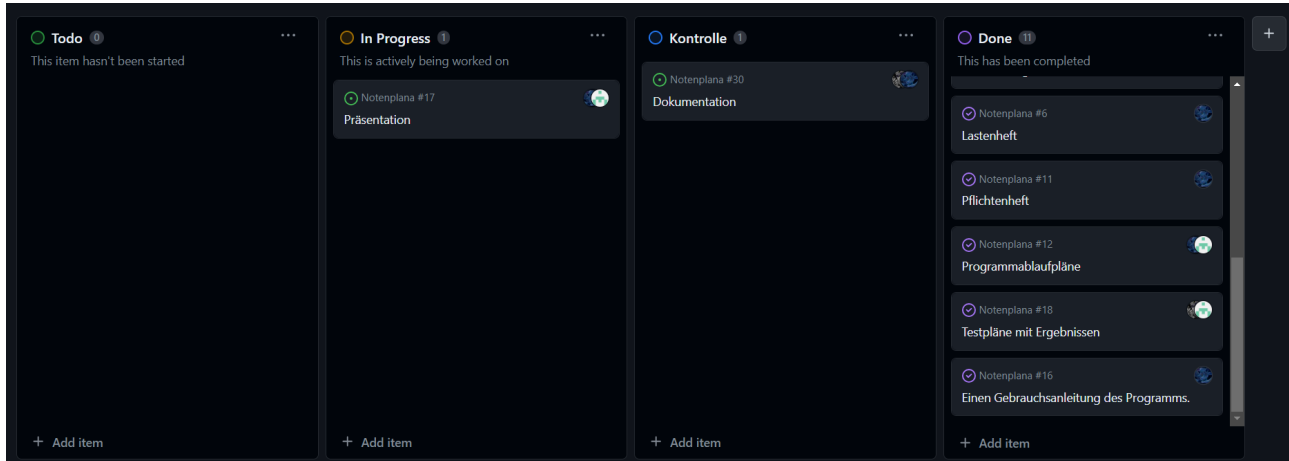 Todo 0
This item hasn't been started
Add item
In Progress 1
This is actively being worked on
Notenplana #17
Präsentation
Add item
Kontrolle 1
Notenplana #30
Dokumentation
Add item
Done 11
This has been completed
Notenplana #6
Lastenheft
Notenplana #11
Pflichtenheft
Notenplana #12
Programmablaufpläne
Notenplana #18
Testpläne mit Ergebnissen
Notenplana #16
Einen Gebrauchsanleitung des Programms.
Add item